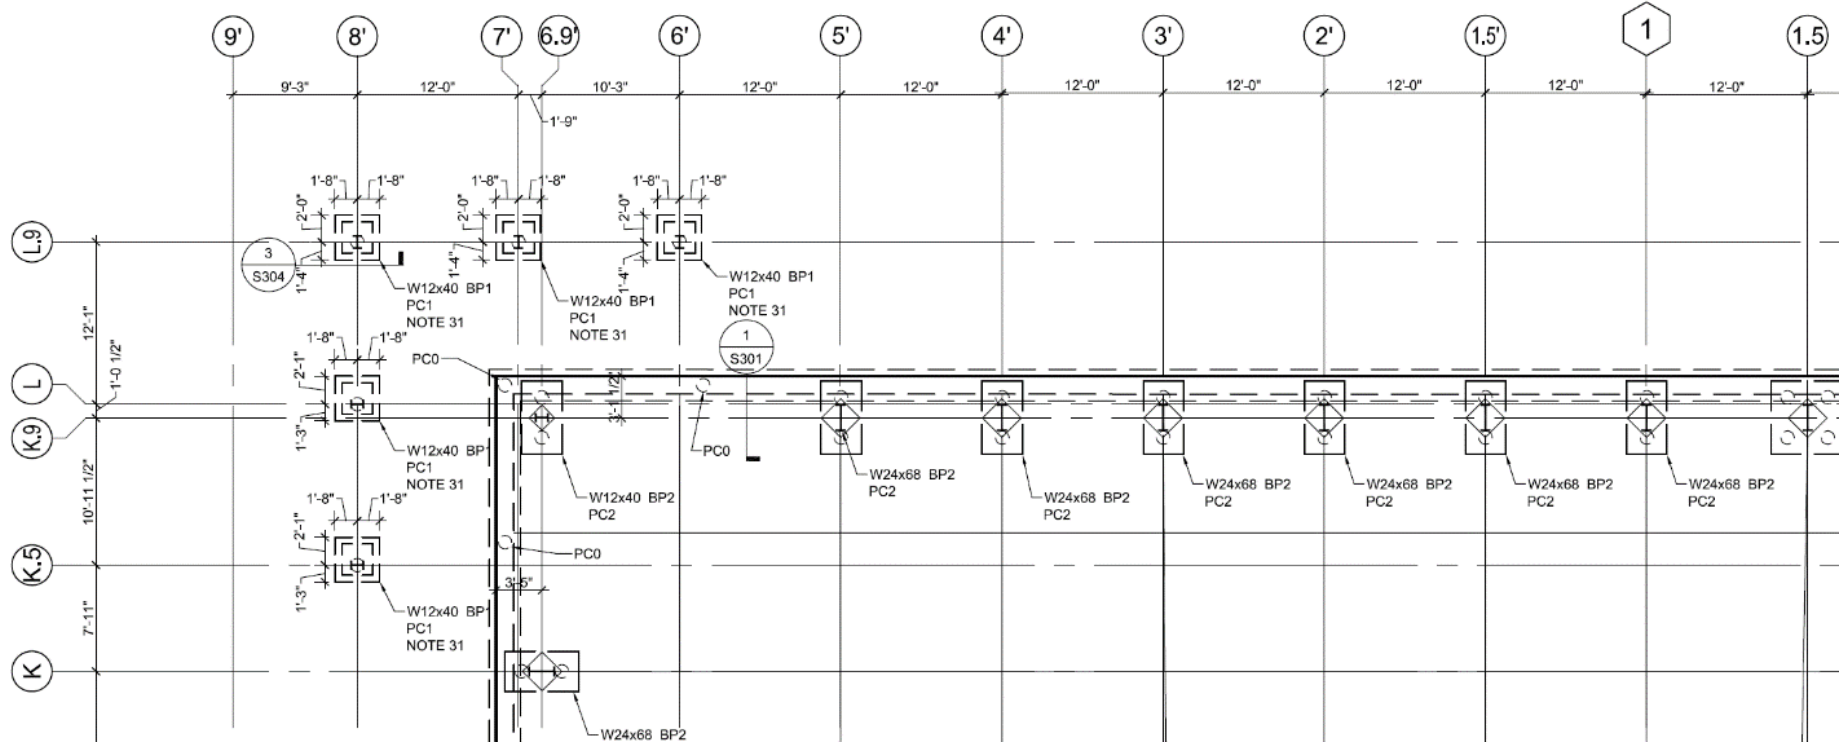 9' 8' 7' 6.9' 6' 5' 4' 3' 2' 1.5' 1 1.5
9'-3" 12'-0" 10'-3" 12'-0" 12'-0" 12'-0" 12'-0" 12'-0" 12'-0"
1'-9"
1'-8" 1'-8" 1'-8" 1'-8" 1'-8" 1'-8"
2'-0" 2'-0" 2'-0"
L.9
3
S304
1'-4" 1'-4" 1'-4"
W12x40 BP1
PC1
NOTE 31
W12x40 BP1
PC1
NOTE 31
W12x40 BP1
PC1
NOTE 31
12'-1"
1'-0 1/2"
1'-8" 1'-8"
PC0
1
S301
L
2'-1"
3'-1 1/2"
K.9
1'-3"
W12x40 BP1
PC1
NOTE 31
PC0
W12x40 BP2
PC2
W24x68 BP2
PC2
W24x68 BP2
PC2
W24x68 BP2
PC2
W24x68 BP2
PC2
W24x68 BP2
PC2
W24x68 BP2
PC2
10'-11 1/2"
1'-8" 1'-8"
2'-1"
PC0
K.5
3'-5"
1'-3"
W12x40 BP1
PC1
NOTE 31
7'-11"
K
W24x68 BP2